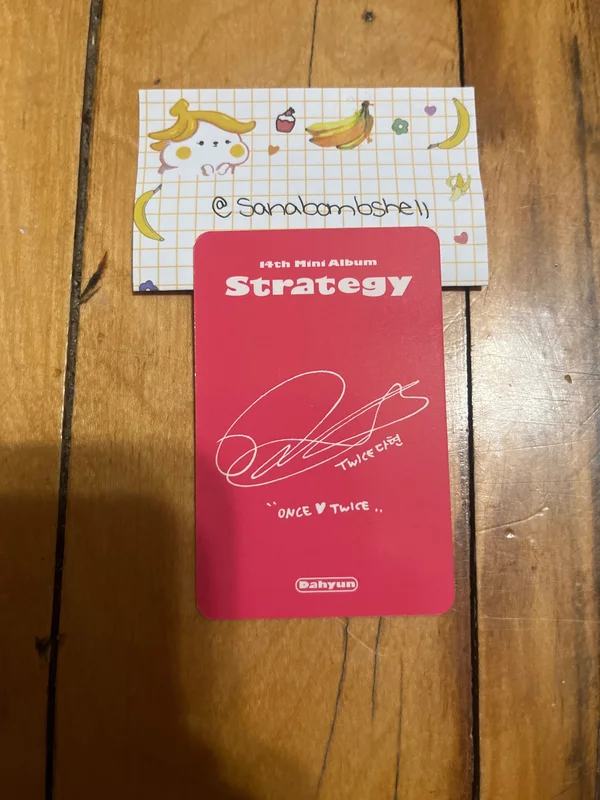 @sanabombshell
14th Mini Album
Strategy
TWICE 다현
"ONCE ♥ TWICE"
Dahyun